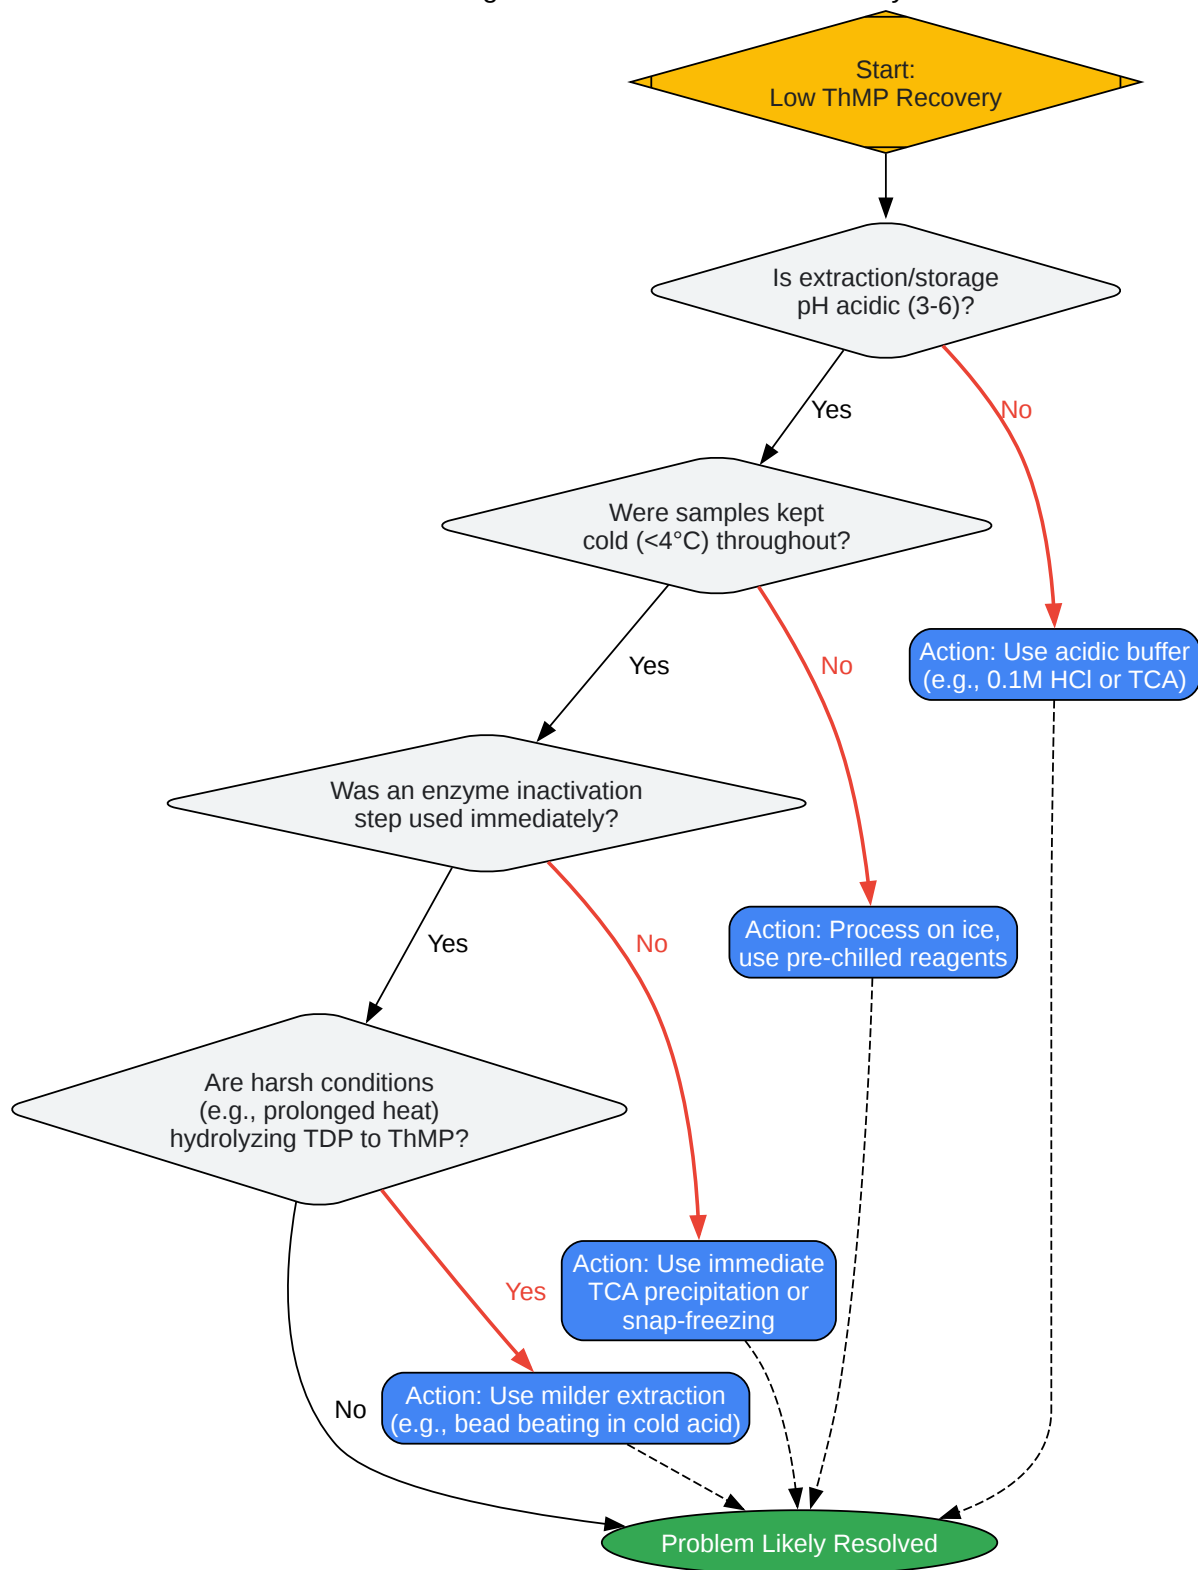 Start:
Low ThMP Recovery
Is extraction/storage
pH acidic (3-6)?
Yes
No
Were samples kept
cold (<4°C) throughout?
Yes
No
Action: Use acidic buffer
(e.g., 0.1M HCl or TCA)
Was an enzyme inactivation
step used immediately?
Yes
No
Action: Process on ice,
use pre-chilled reagents
Are harsh conditions
(e.g., prolonged heat)
hydrolyzing TDP to ThMP?
Yes
No
Action: Use immediate
TCA precipitation or
snap-freezing
Action: Use milder extraction
(e.g., bead beating in cold acid)
Problem Likely Resolved